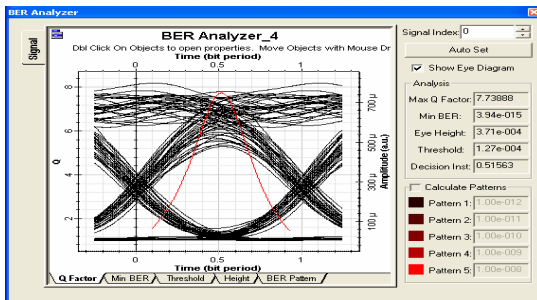 BER Analyzer
Signal
BER Analyzer_4
Dbl Click On Objects to open properties. Move Objects with Mouse Dr
Time (bit period)
0 0.5 1
Q
8
6
4
2
Amplitude (a.u.)
700 µ
500 µ
300 µ
100 µ
0 0.5 1
Time (bit period)
Q Factor Min BER Threshold Height BER Pattern
Signal Index: 0
Auto Set
Show Eye Diagram
Analysis
Max Q Factor: 7.73888
Min BER: 3.94e-015
Eye Height: 3.71e-004
Threshold: 1.27e-004
Decision Inst: 0.51563
Calculate Patterns
Pattern 1: 1.00e-012
Pattern 2: 1.00e-011
Pattern 3: 1.00e-010
Pattern 4: 1.00e-009
Pattern 5: 1.00e-008